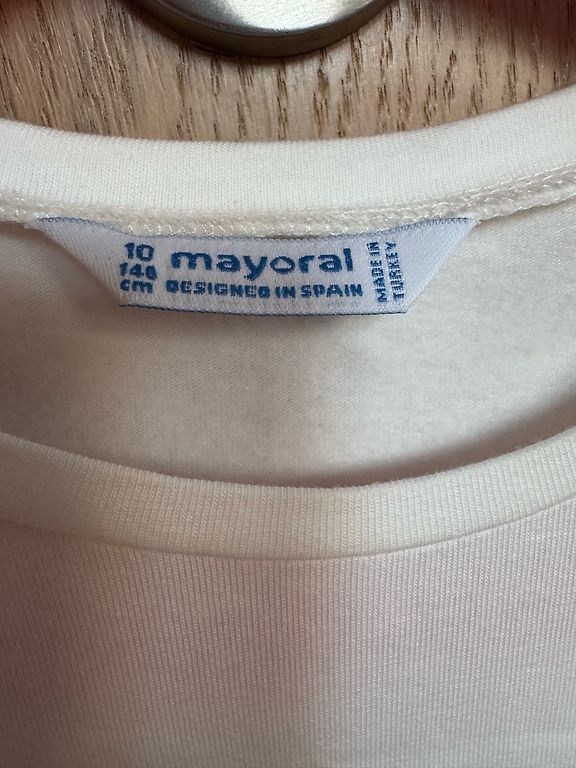 10
140
cm
mayoral
DESIGNED IN SPAIN
MADE IN
TURKEY